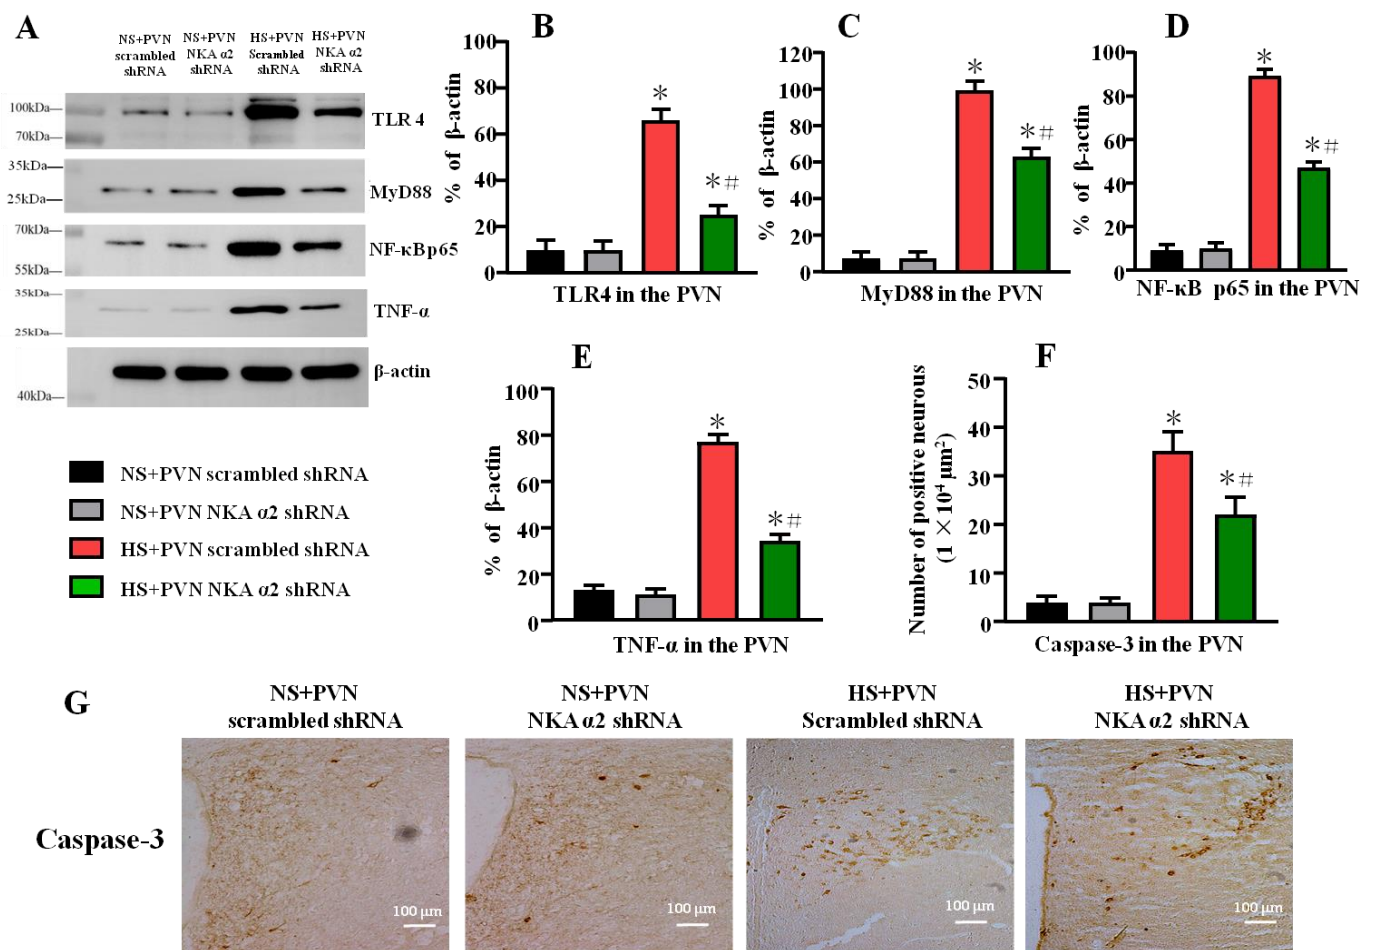 A
NS+PVN
scrambled
shRNA
NS+PVN
NKA α2
shRNA
HS+PVN
Scrambled
shRNA
HS+PVN
NKA α2
shRNA
100kDa
70kDa
TLR 4
35kDa
25kDa
MyD88
70kDa
55kDa
NF-κBp65
35kDa
25kDa
TNF-α
40kDa
β-actin
B
% of β-actin
100
80
60
40
20
0
*
*#
TLR4 in the PVN
C
% of β-actin
120
100
80
60
40
20
0
*
*#
MyD88 in the PVN
D
% of β-actin
100
80
60
40
20
0
*
*#
NF-κB p65 in the PVN
NS+PVN scrambled shRNA
NS+PVN NKA α2 shRNA
HS+PVN scrambled shRNA
HS+PVN NKA α2 shRNA
E
% of β-actin
100
80
60
40
20
0
*
*#
TNF-α in the PVN
F
Number of positive neurous
(1 ×10⁴ μm²)
50
40
30
20
10
0
*
*#
Caspase-3 in the PVN
G
NS+PVN
scrambled shRNA
NS+PVN
NKA α2 shRNA
HS+PVN
Scrambled shRNA
HS+PVN
NKA α2 shRNA
Caspase-3
100 μm
100 μm
100 μm
100 μm